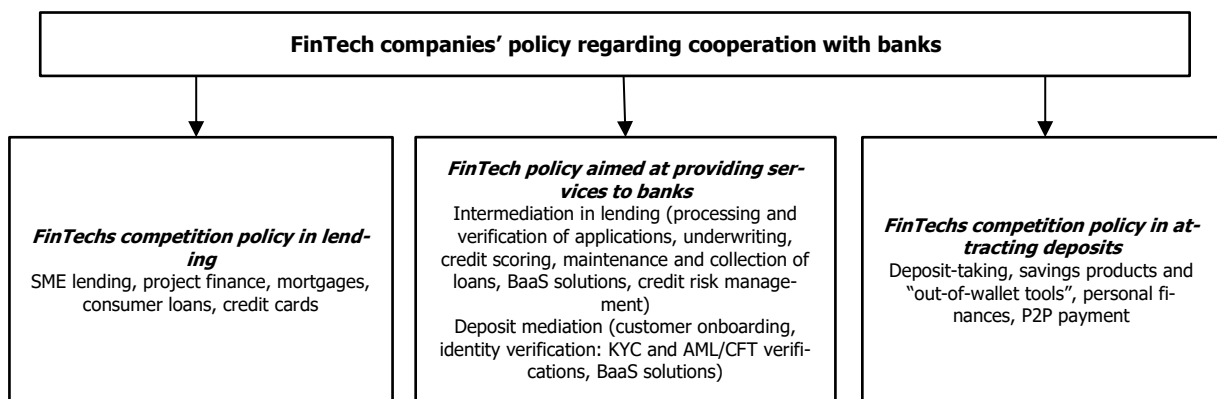 FinTech companies’ policy regarding cooperation with banks
FinTechs competition policy in lend-
ing
SME lending, project finance, mortgages,
consumer loans, credit cards
FinTech policy aimed at providing ser-
vices to banks
Intermediation in lending (processing and
verification of applications, underwriting,
credit scoring, maintenance and collection of
loans, BaaS solutions, credit risk manage-
ment)
Deposit mediation (customer onboarding,
identity verification: KYC and AML/CFT verifi-
cations, BaaS solutions)
FinTechs competition policy in at-
tracting deposits
Deposit-taking, savings products and
“out-of-wallet tools”, personal fi-
nances, P2P payment